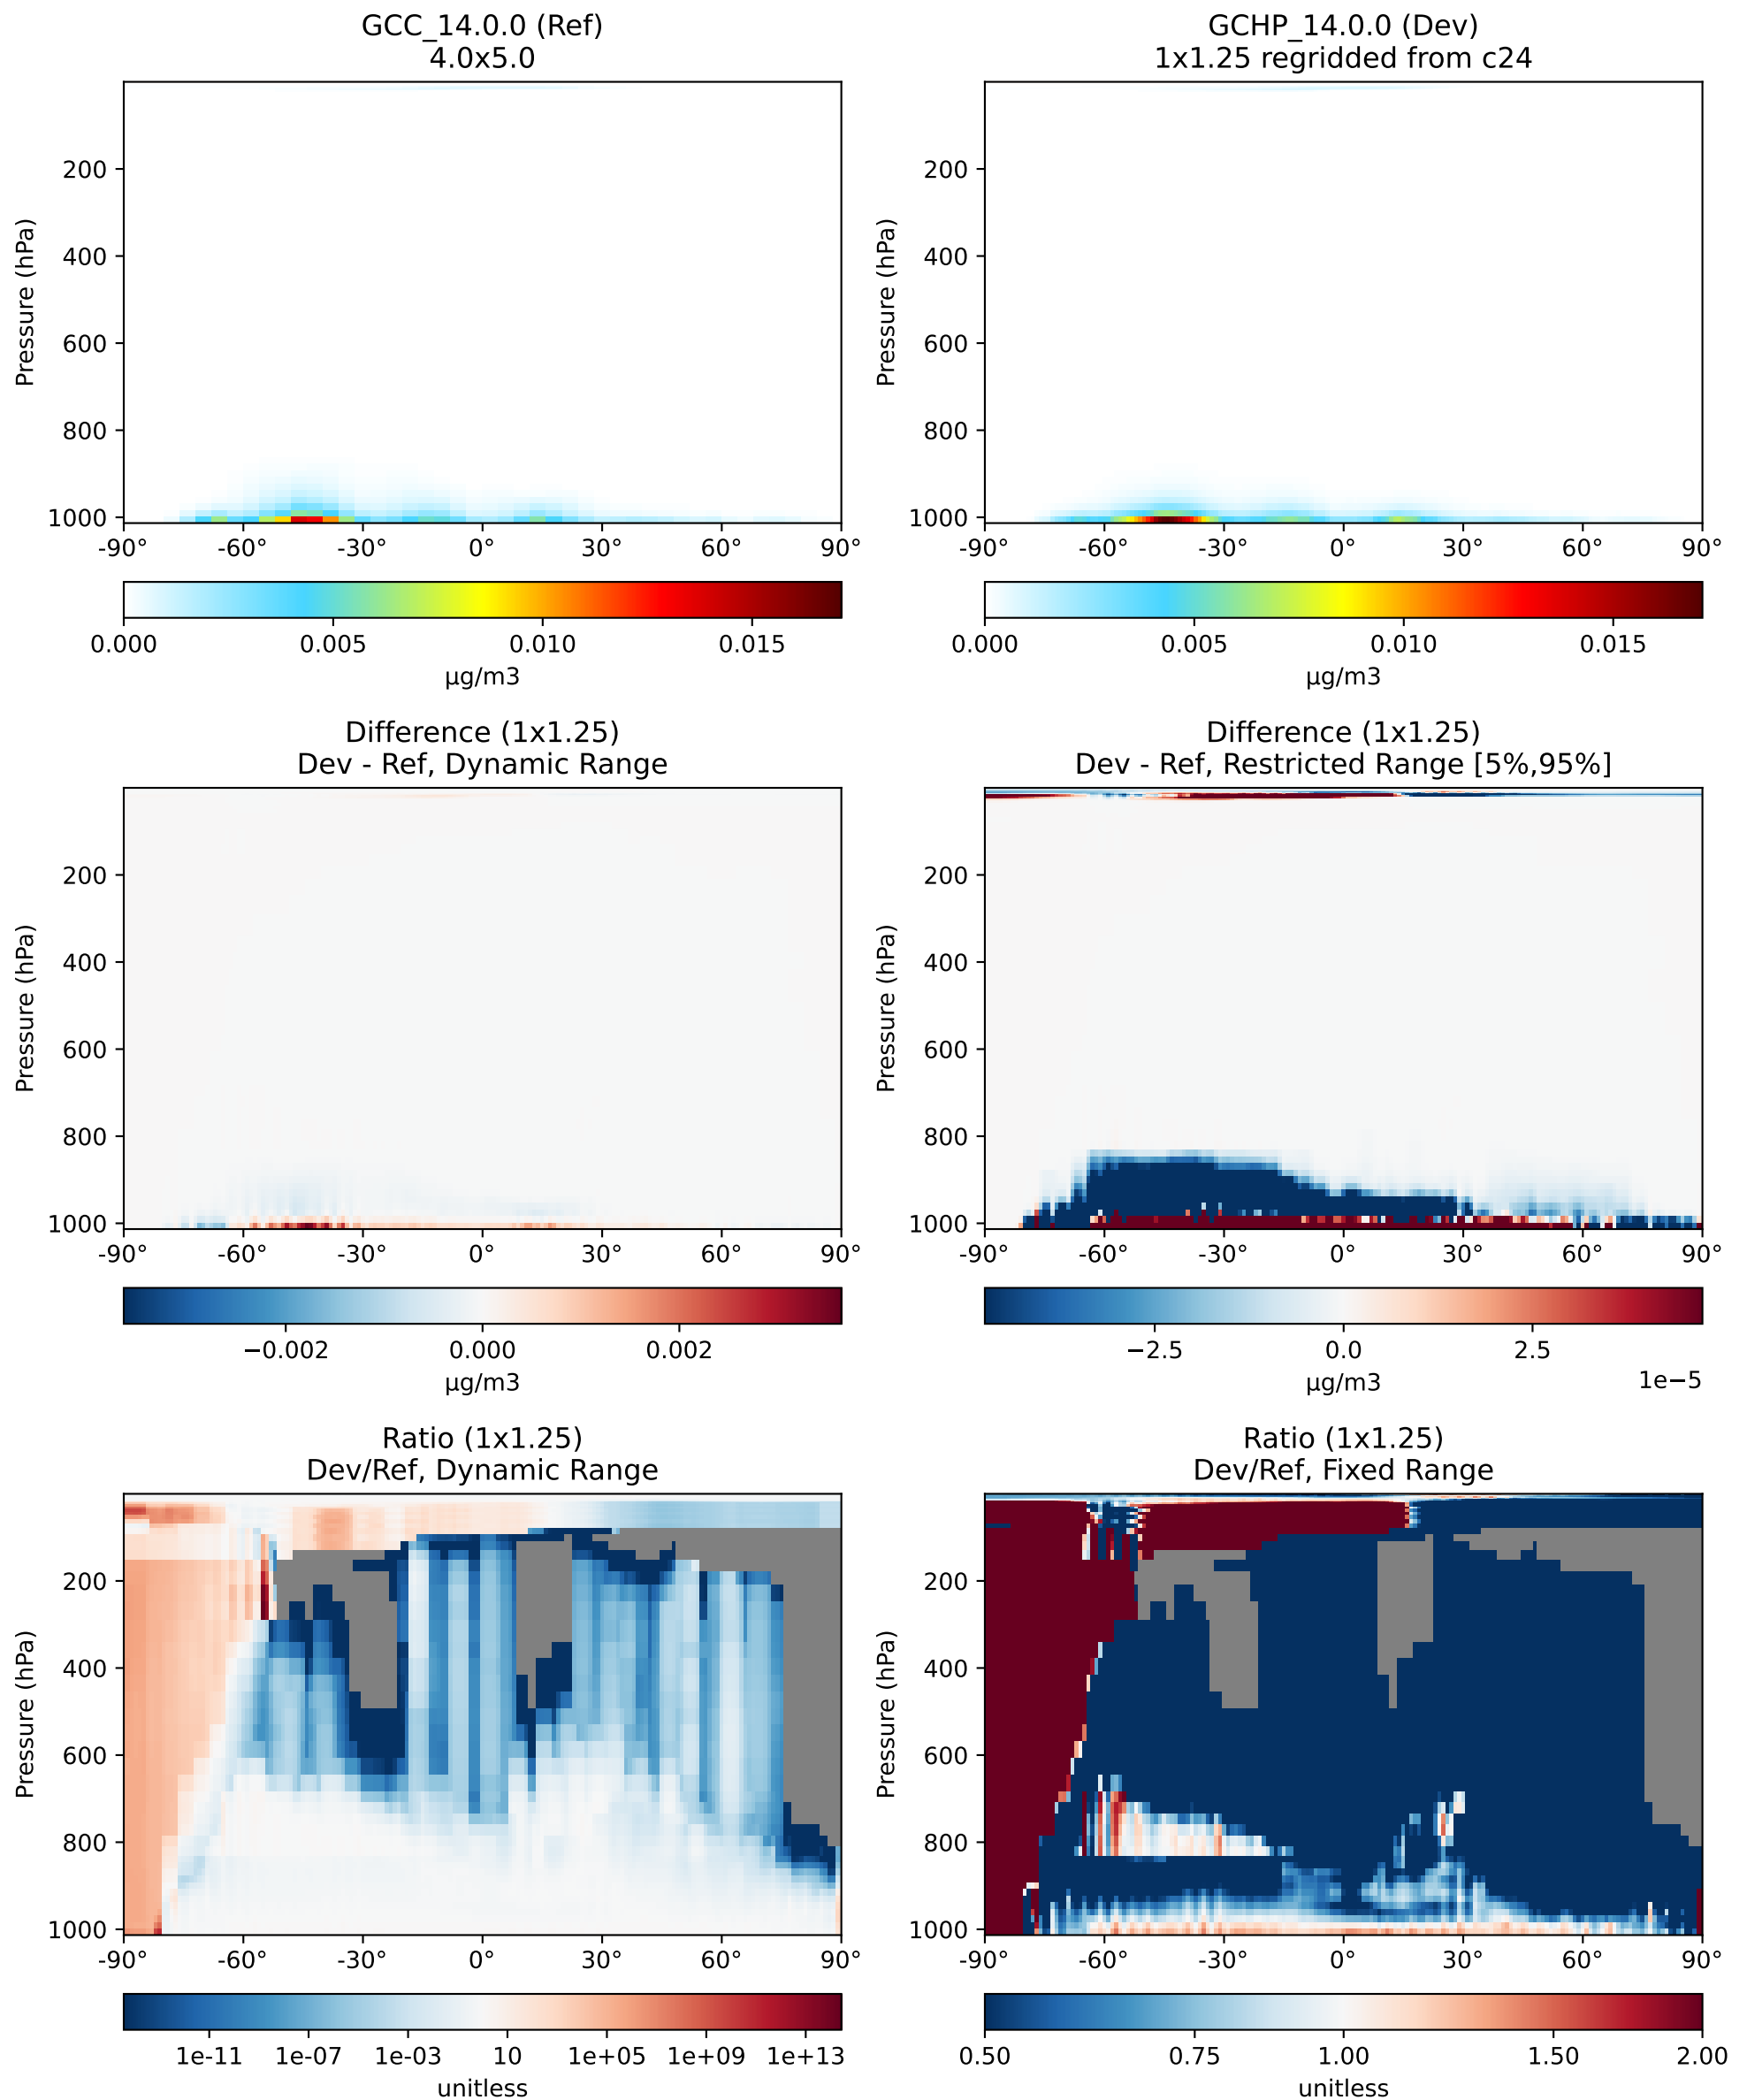 GCC_14.0.0 (Ref)
4.0x5.0
GCHP_14.0.0 (Dev)
1x1.25 regridded from c24
Pressure (hPa)
200
400
600
800
1000
-90° -60° -30° 0° 30° 60° 90°
0.000 0.005 0.010 0.015
µg/m3
Pressure (hPa)
200
400
600
800
1000
-90° -60° -30° 0° 30° 60° 90°
0.000 0.005 0.010 0.015
µg/m3
Difference (1x1.25)
Dev - Ref, Dynamic Range
Difference (1x1.25)
Dev - Ref, Restricted Range [5%,95%]
Pressure (hPa)
200
400
600
800
1000
-90° -60° -30° 0° 30° 60° 90°
−0.002 0.000 0.002
µg/m3
Pressure (hPa)
200
400
600
800
1000
-90° -60° -30° 0° 30° 60° 90°
−2.5 0.0 2.5
µg/m3
1e−5
Ratio (1x1.25)
Dev/Ref, Dynamic Range
Ratio (1x1.25)
Dev/Ref, Fixed Range
Pressure (hPa)
200
400
600
800
1000
-90° -60° -30° 0° 30° 60° 90°
1e-11 1e-07 1e-03 10 1e+05 1e+09 1e+13
unitless
Pressure (hPa)
200
400
600
800
1000
-90° -60° -30° 0° 30° 60° 90°
0.50 0.75 1.00 1.50 2.00
unitless